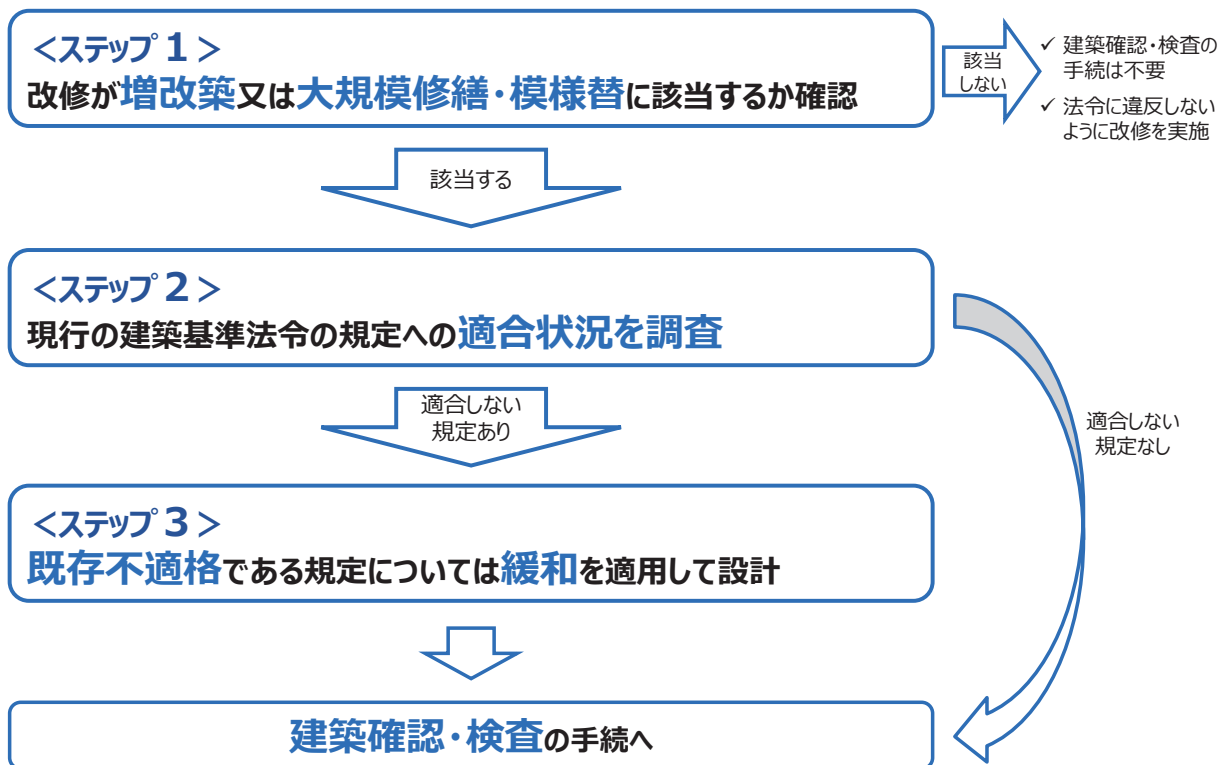 ＜ステップ１＞
改修が増改築又は大規模修繕・模様替に該当するか確認
該当
しない
✓ 建築確認・検査の
手続は不要
✓ 法令に違反しない
ように改修を実施
該当する
＜ステップ２＞
現行の建築基準法令の規定への適合状況を調査
適合しない
規定あり
適合しない
規定なし
＜ステップ３＞
既存不適格である規定については緩和を適用して設計
建築確認・検査の手続へ